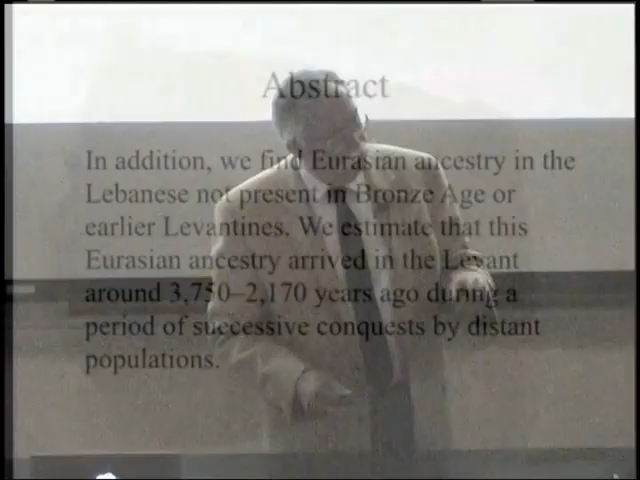 Abstract
In addition, we find Eurasian ancestry in the
Lebanese not present in Bronze Age or
earlier Levantines. We estimate that this
Eurasian ancestry arrived in the Levant
around 3,750–2,170 years ago during a
period of successive conquests by distant
populations.